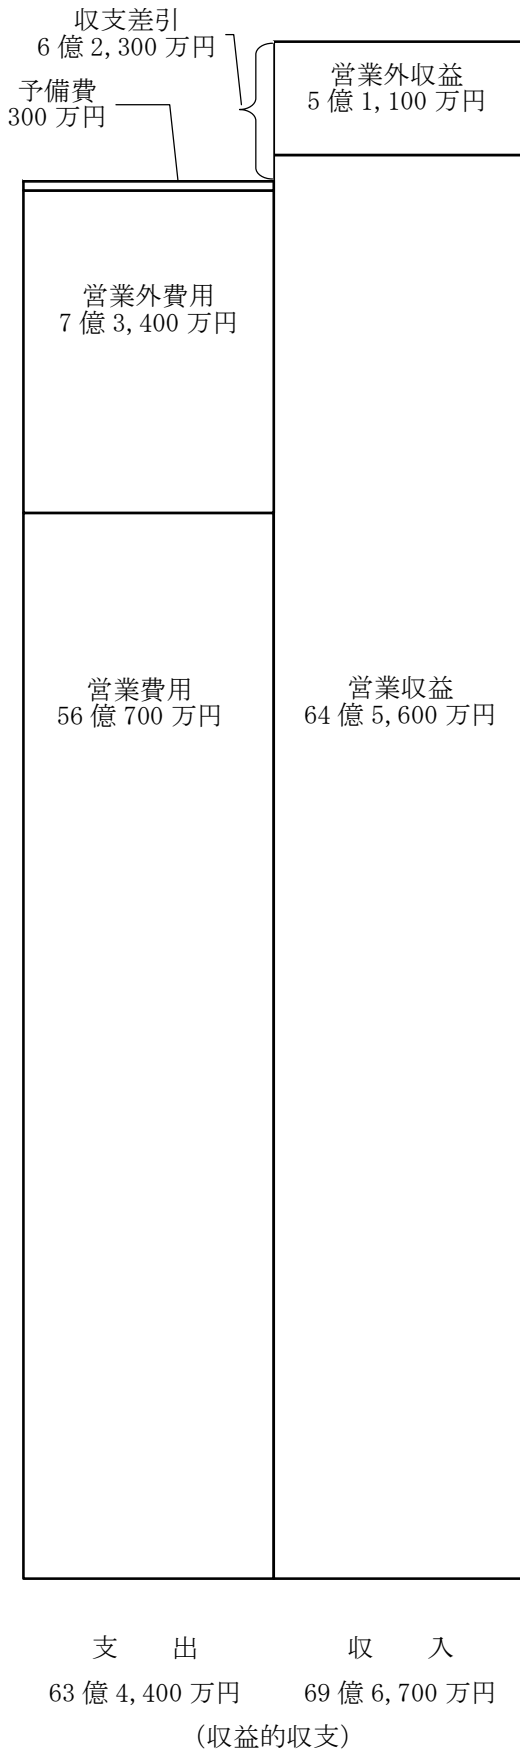 収支差引
6億2,300万円
予備費
300万円
営業外収益
5億1,100万円
営業外費用
7億3,400万円
営業費用
56億700万円
営業収益
64億5,600万円
支　出
63億4,400万円
収　入
69億6,700万円
（収益的収支）